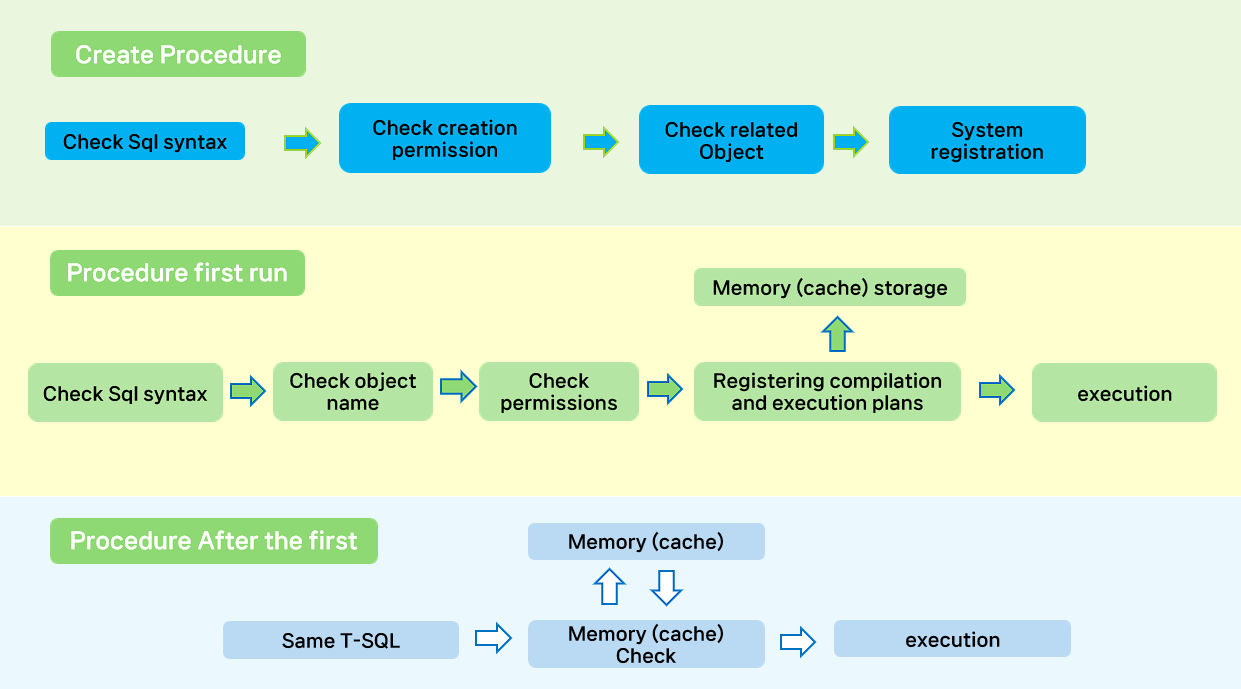 Create Procedure
Check Sql syntax
Check creation
permission
Check related
Object
System
registration
Procedure first run
Memory (cache) storage
Check Sql syntax
Check object
name
Check
permissions
Registering compilation
and execution plans
execution
Procedure After the first
Memory (cache)
Same T-SQL
Memory (cache)
Check
execution